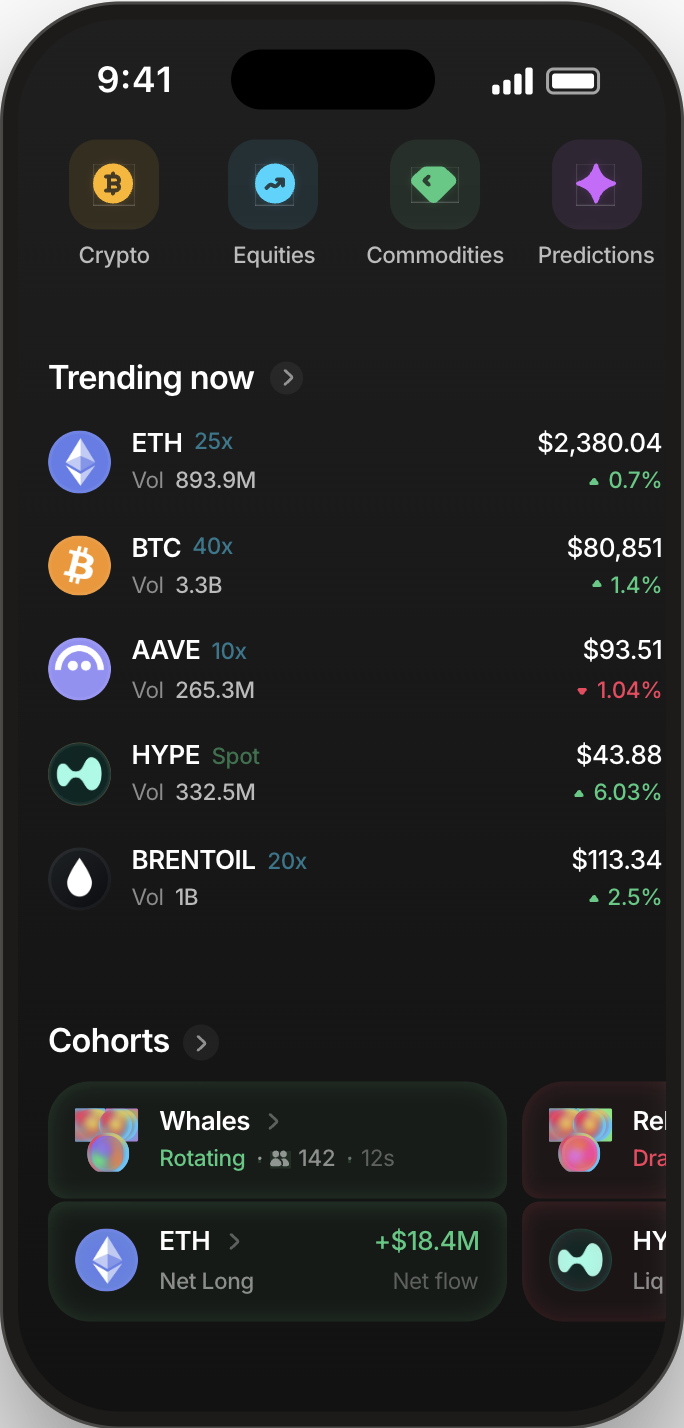 9:41
Crypto
Equities
Commodities
Predictions
Trending now
ETH 25x
$2,380.04
Vol 893.9M
0.7%
BTC 40x
$80,851
Vol 3.3B
1.4%
AAVE 10x
$93.51
Vol 265.3M
1.04%
HYPE Spot
$43.88
Vol 332.5M
6.03%
BRENTOIL 20x
$113.34
Vol 1B
2.5%
Cohorts
Whales
Rotating · 142 · 12s
ETH
+$18.4M
Net Long
Net flow
Dra
HY
Liq